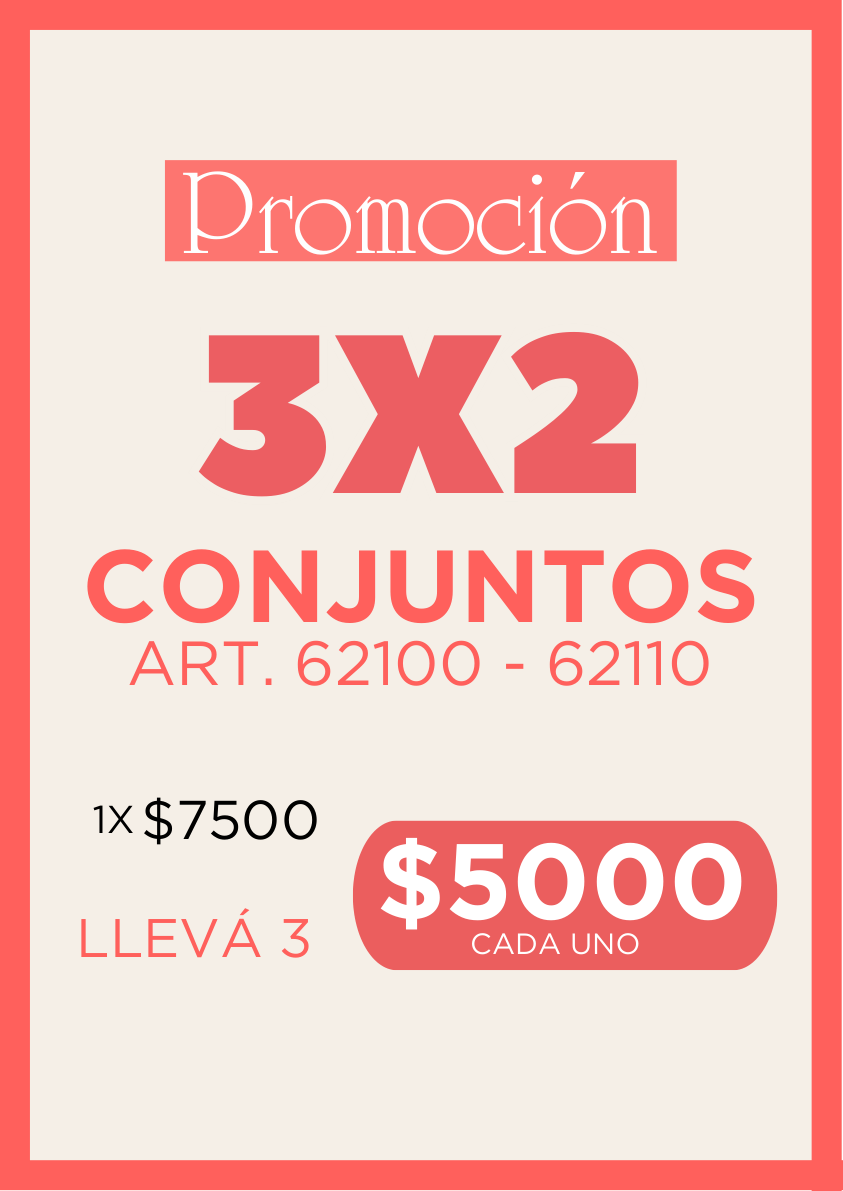 Promoción
3X2
CONJUNTOS
ART. 62100 - 62110
1X $7500
$5000
CADA UNO
LLEVÁ 3